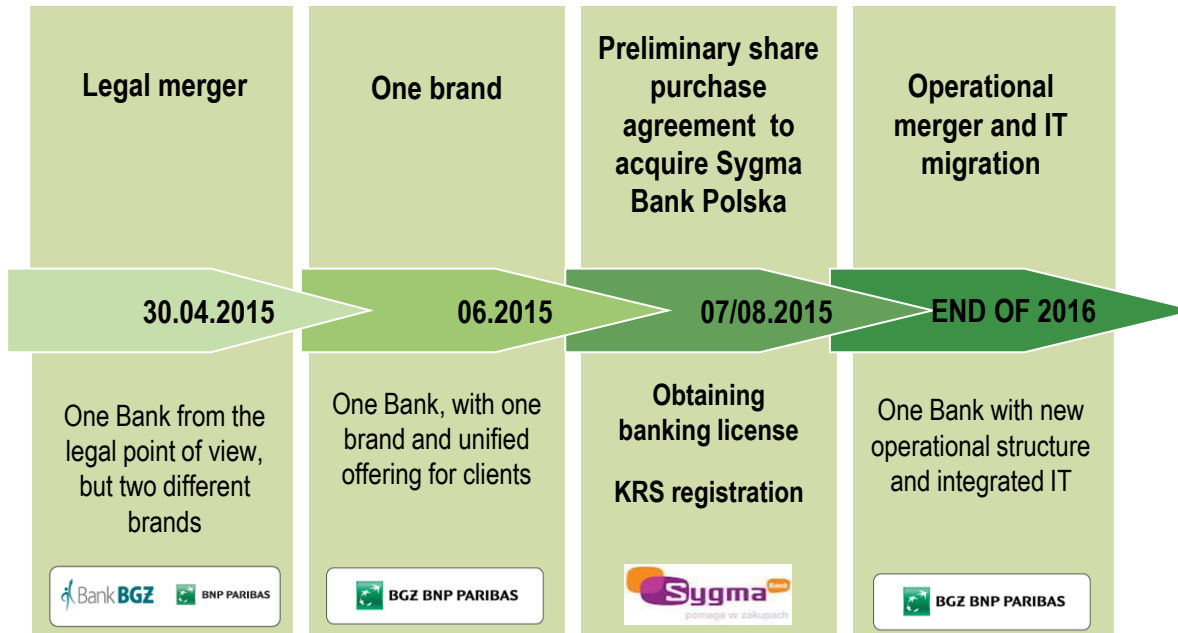 Legal merger
One brand
Preliminary share
purchase
agreement to
acquire Sygma
Bank Polska
Operational
merger and IT
migration
30.04.2015
06.2015
07/08.2015
END OF 2016
One Bank from the
legal point of view,
but two different
brands
One Bank, with one
brand and unified
offering for clients
Obtaining
banking license
KRS registration
One Bank with new
operational structure
and integrated IT
Bank BGŻ
BNP PARIBAS
BGŻ BNP PARIBAS
Sygma Bank
pomaga w zakupach
BGŻ BNP PARIBAS